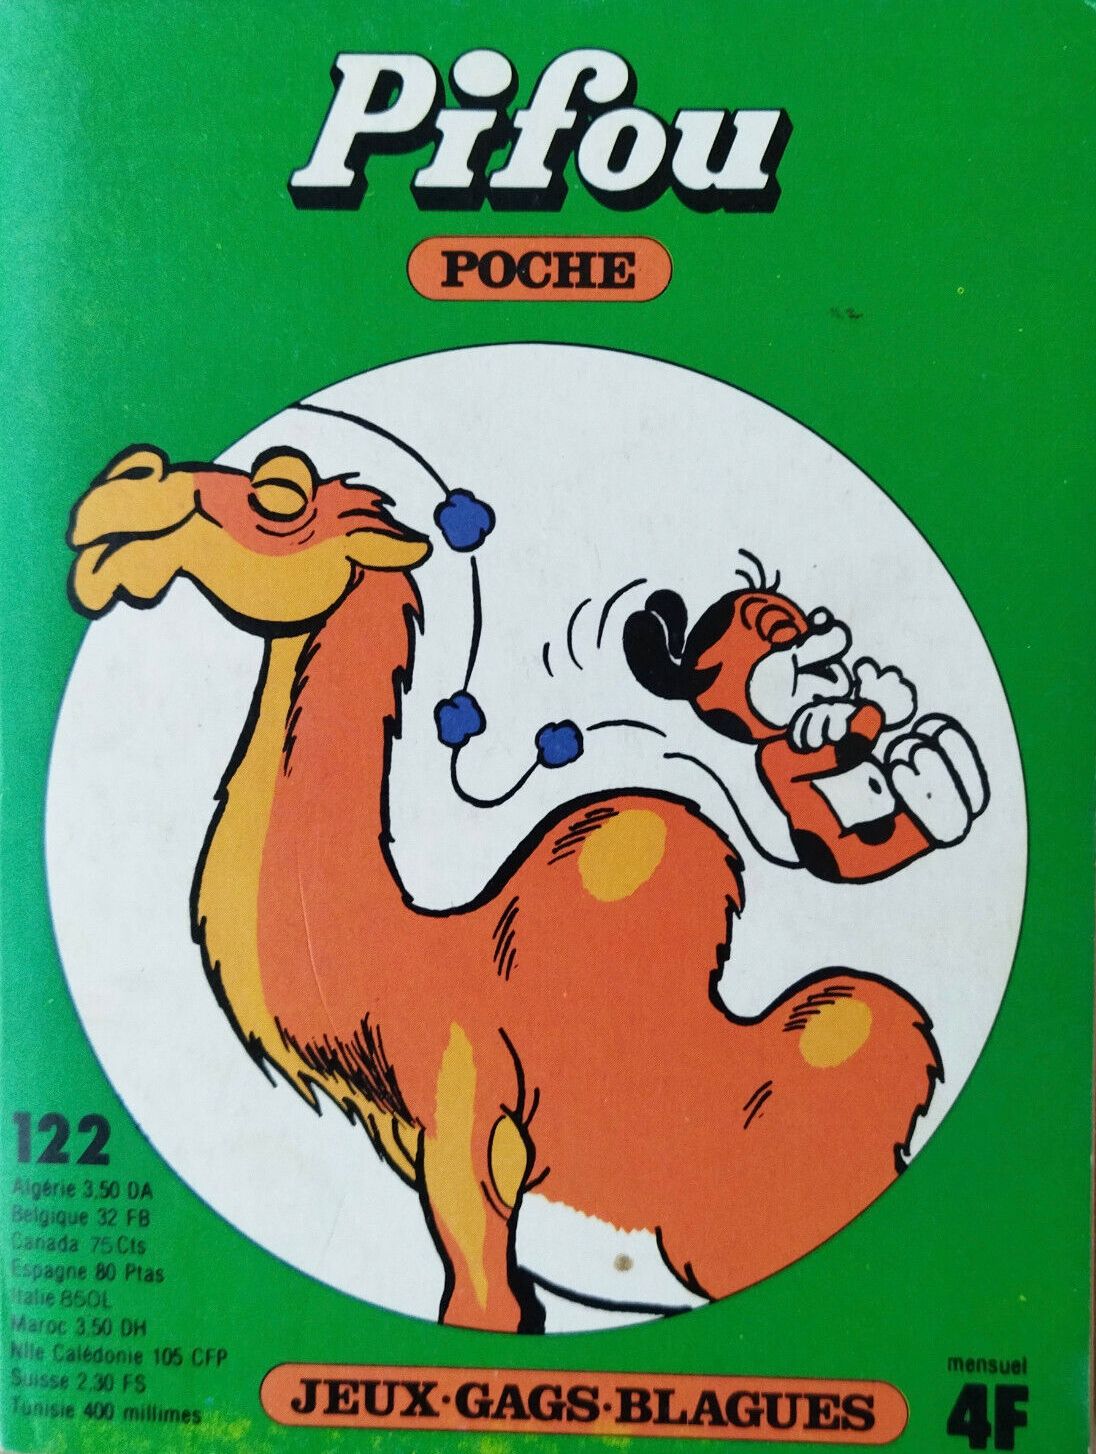 Pifou
POCHE
122
Algérie 3,50 DA
Belgique 32 FB
Canada 75 Cts
Espagne 80 Ptas
Italie 850L
Maroc 3,50 DH
Nlle Calédonie 105 CFP
Suisse 2,30 FS
Tunisie 400 millimes
mensuel
4F
JEUX·GAGS·BLAGUES